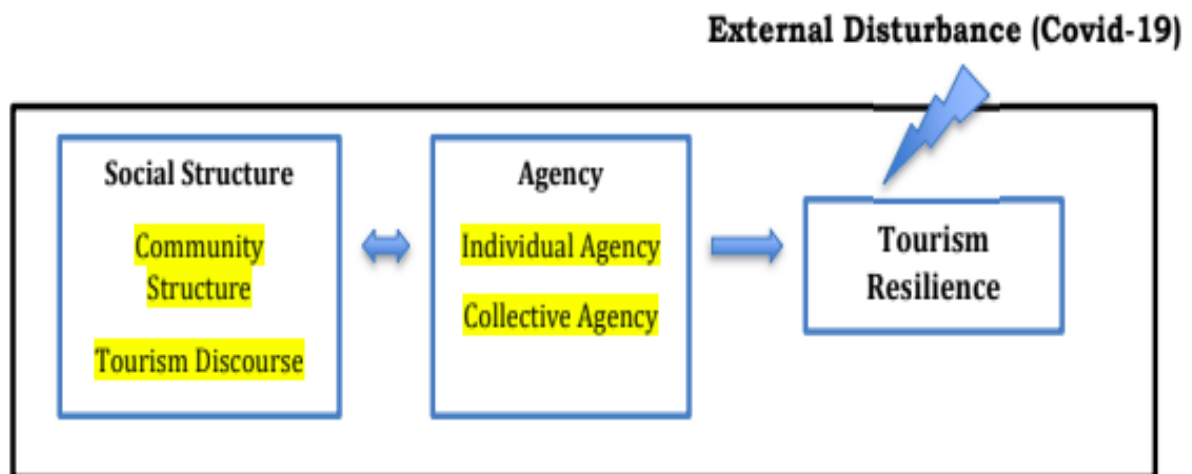 External Disturbance (Covid-19)
Social Structure
Community
Structure
Tourism Discourse
Agency
Individual Agency
Collective Agency
Tourism
Resilience